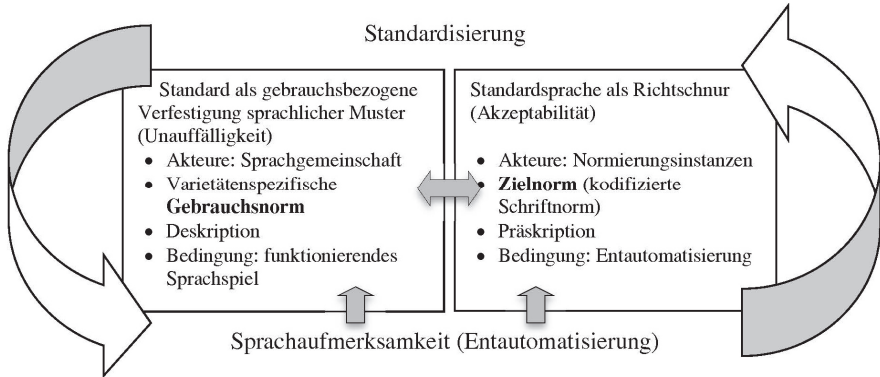 Standardisierung
Standard als gebrauchsbezogene
Verfestigung sprachlicher Muster
(Unauffälligkeit)
• Akteure: Sprachgemeinschaft
• Varietätenspezifische
Gebrauchsnorm
• Deskription
• Bedingung: funktionierendes
Sprachspiel
Standardsprache als Richtschnur
(Akzeptabilität)
• Akteure: Normierungsinstanzen
• Zielnorm (kodifizierte
Schriftnorm)
• Präskription
• Bedingung: Entautomatisierung
Sprachaufmerksamkeit (Entautomatisierung)